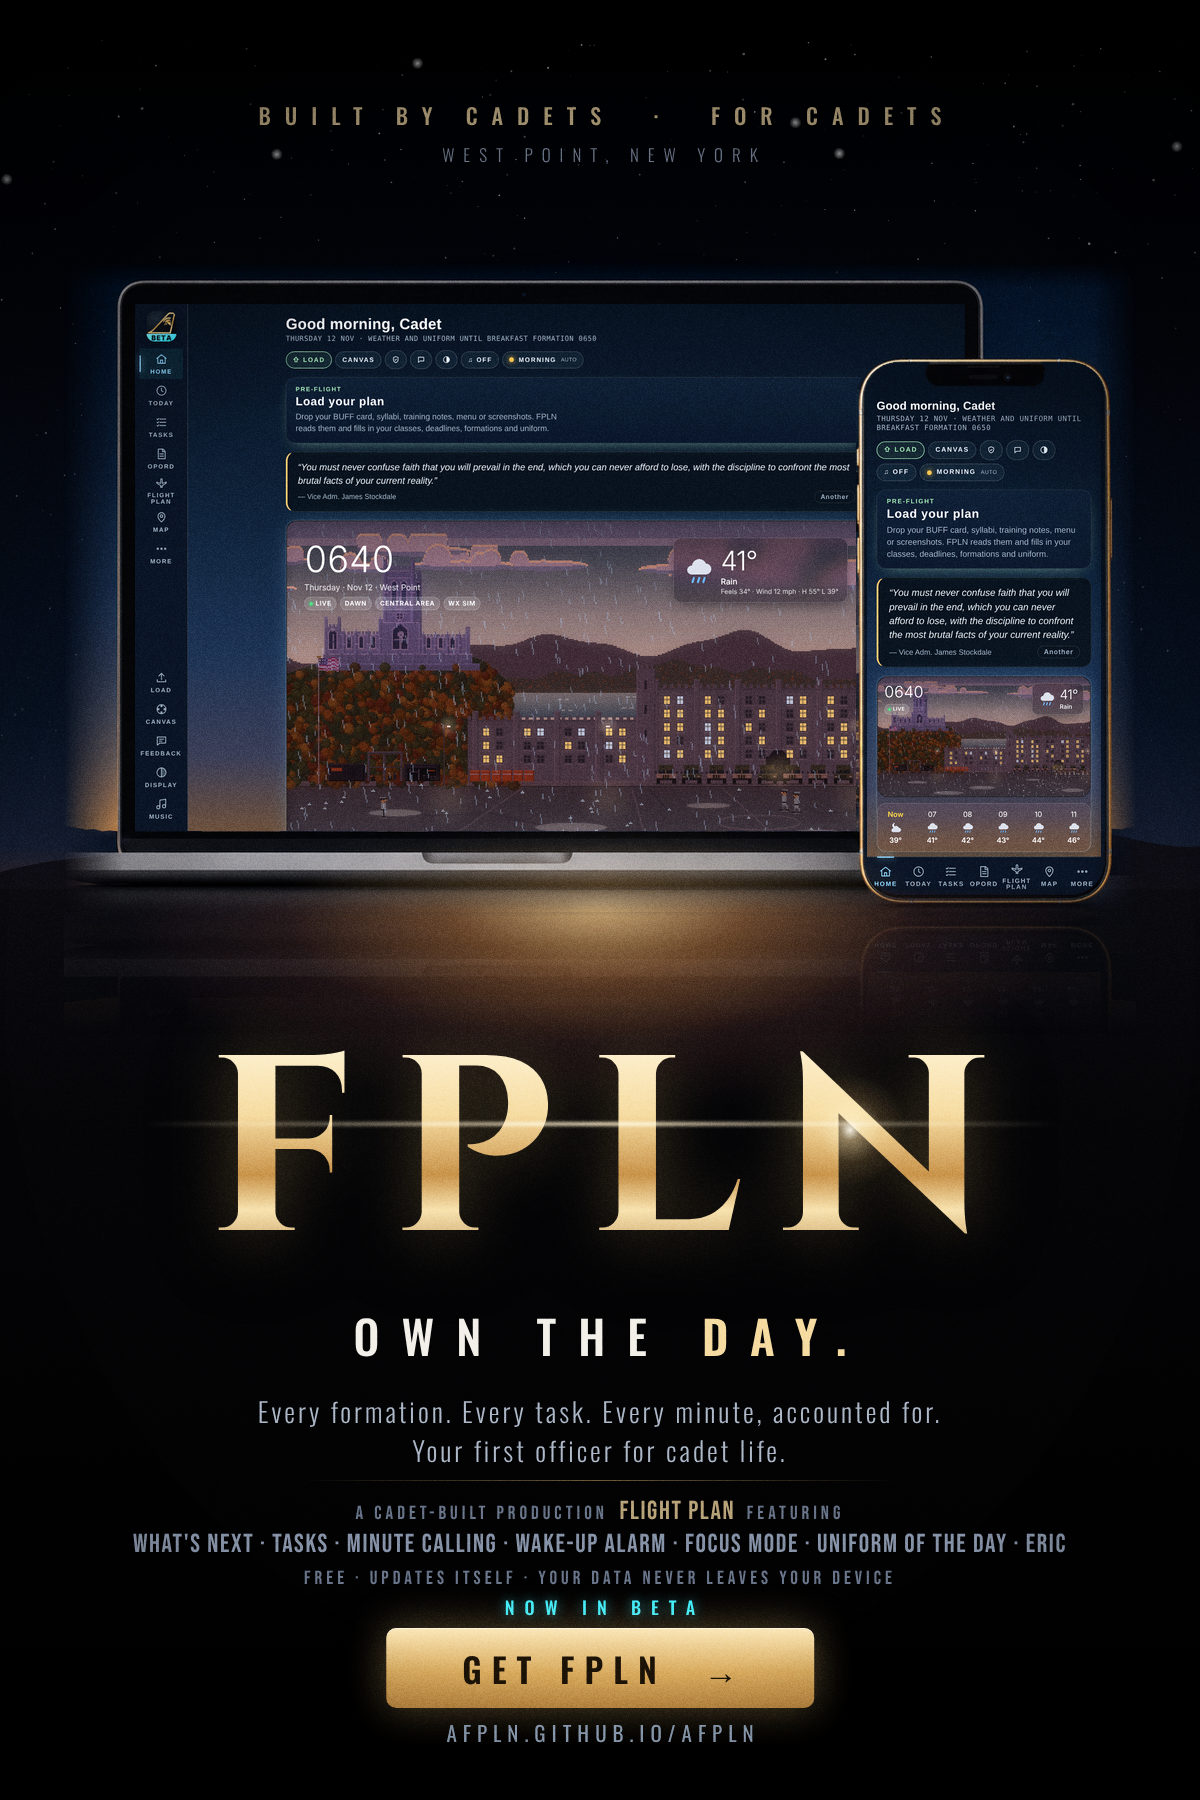 BUILT BY CADETS · FOR CADETS
WEST POINT, NEW YORK
BETA
HOME
TODAY
TASKS
OPORD
FLIGHT
PLAN
MAP
MORE
LOAD
CANVAS
FEEDBACK
DISPLAY
MUSIC
Good morning, Cadet
THURSDAY 12 NOV · WEATHER AND UNIFORM UNTIL BREAKFAST FORMATION 0650
LOAD CANVAS ♫ OFF MORNING AUTO
PRE-FLIGHT
Load your plan
Drop your BUFF card, syllabi, training notes, menu or screenshots. FPLN
reads them and fills in your classes, deadlines, formations and uniform.
“You must never confuse faith that you will prevail in the end, which you can never afford to lose, with the discipline to confront the most
brutal facts of your current reality.”
— Vice Adm. James Stockdale Another
0640
Thursday · Nov 12 · West Point
LIVE DAWN CENTRAL AREA WX SIM
41°
Rain
Feels 34° · Wind 12 mph · H 55° L 39°
Good morning, Cadet
THURSDAY 12 NOV · WEATHER AND UNIFORM UNTIL
BREAKFAST FORMATION 0650
LOAD CANVAS
♫ OFF MORNING AUTO
PRE-FLIGHT
Load your plan
Drop your BUFF card, syllabi, training notes, menu
or screenshots. FPLN reads them and fills in your
classes, deadlines, formations and uniform.
“You must never confuse faith that you will
prevail in the end, which you can never
afford to lose, with the discipline to confront
the most brutal facts of your current reality.”
— Vice Adm. James Stockdale Another
0640
LIVE
41°
Rain
Now 07 08 09 10 11
39° 41° 42° 43° 44° 46°
HOME TODAY TASKS OPORD FLIGHT PLAN MAP MORE
FPLN
OWN THE DAY.
Every formation. Every task. Every minute, accounted for.
Your first officer for cadet life.
A CADET-BUILT PRODUCTION FLIGHT PLAN FEATURING
WHAT'S NEXT · TASKS · MINUTE CALLING · WAKE-UP ALARM · FOCUS MODE · UNIFORM OF THE DAY · ERIC
FREE · UPDATES ITSELF · YOUR DATA NEVER LEAVES YOUR DEVICE
NOW IN BETA
GET FPLN →
AFPLN.GITHUB.IO/AFPLN